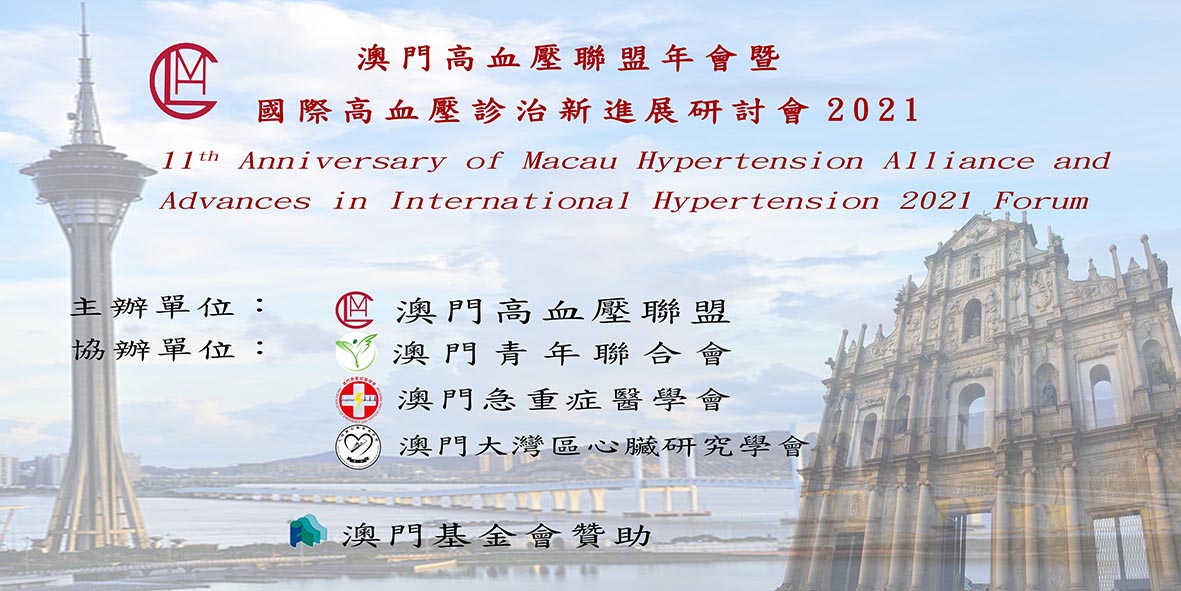 澳門高血壓聯盟年會暨
國際高血壓診治新進展研討會2021
11th Anniversary of Macau Hypertension Alliance and
Advances in International Hypertension 2021 Forum
主辦單位： 澳門高血壓聯盟
協辦單位： 澳門青年聯合會
澳門急重症醫學會
澳門大灣區心臟研究學會
澳門基金會贊助